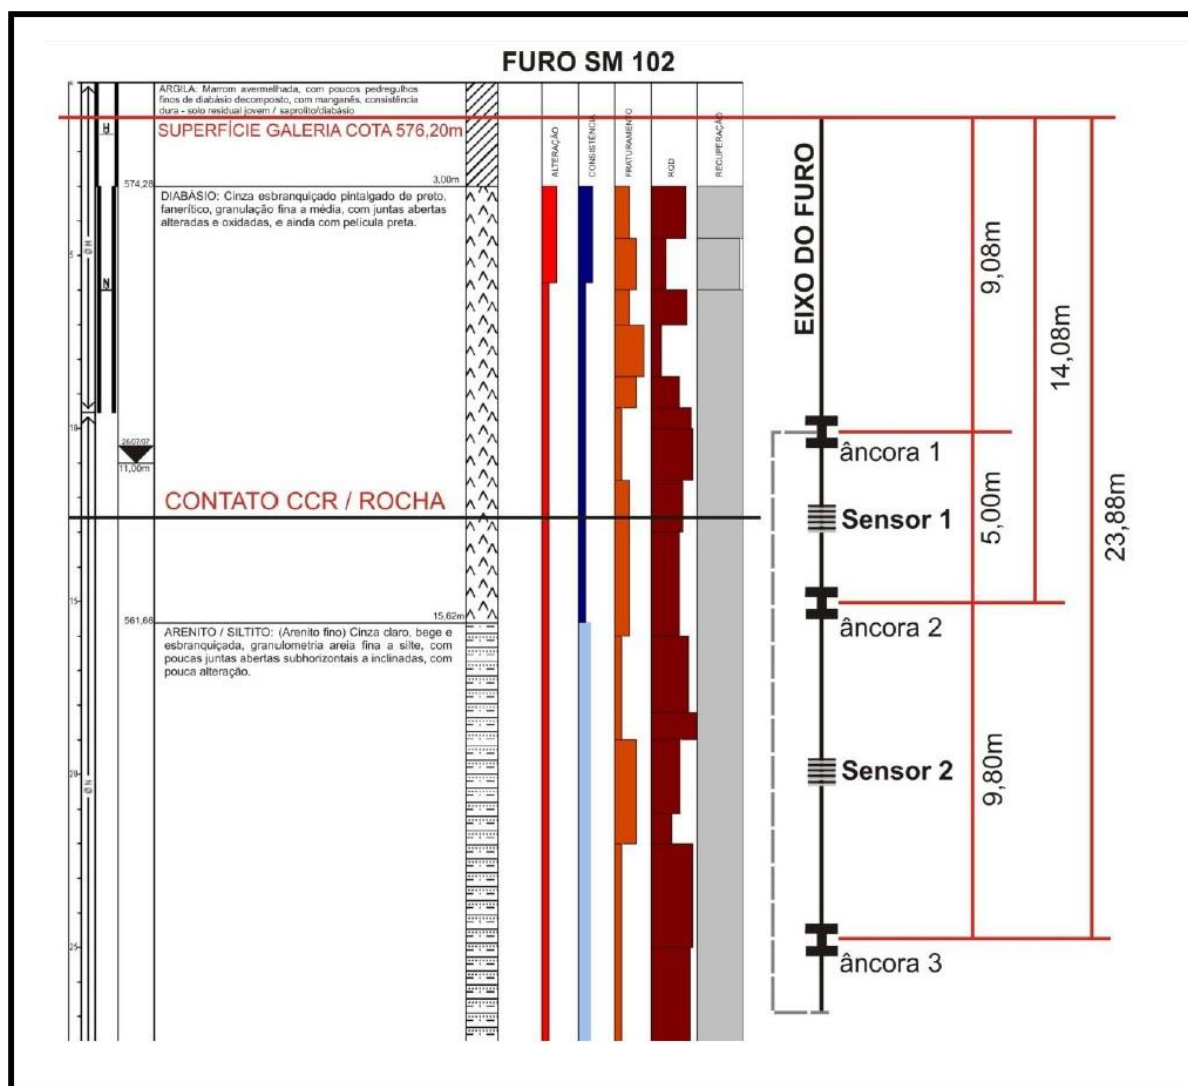 FURO SM 102
ARGILA: Marrom avermelhada, com poucos pedregulhos
finos de diabásio decomposto, com manganês, consistência
dura - solo residual jovem / saprolito/diabásio
SUPERFÍCIE GALERIA COTA 576,20m
H
574,28
3,00m
DIABÁSIO: Cinza esbranquiçado pintalgado de preto,
fanerítico, granulação fina a média, com juntas abertas
alteradas e oxidadas, e ainda com película preta.
ALTERAÇÃO
CONSISTÊNCIA
FRATURAMENTO
RQD
RECUPERAÇÃO
5
N
10
26/07/07
11,00m
CONTATO CCR / ROCHA
15
561,66
15,62m
ARENITO / SILTITO: (Arenito fino) Cinza claro, bege e
esbranquiçada, granulometria areia fina a silte, com
poucas juntas abertas subhorizontais a inclinadas, com
pouca alteração.
20
25
EIXO DO FURO
âncora 1
Sensor 1
âncora 2
Sensor 2
âncora 3
9,08m
5,00m
9,80m
14,08m
23,88m